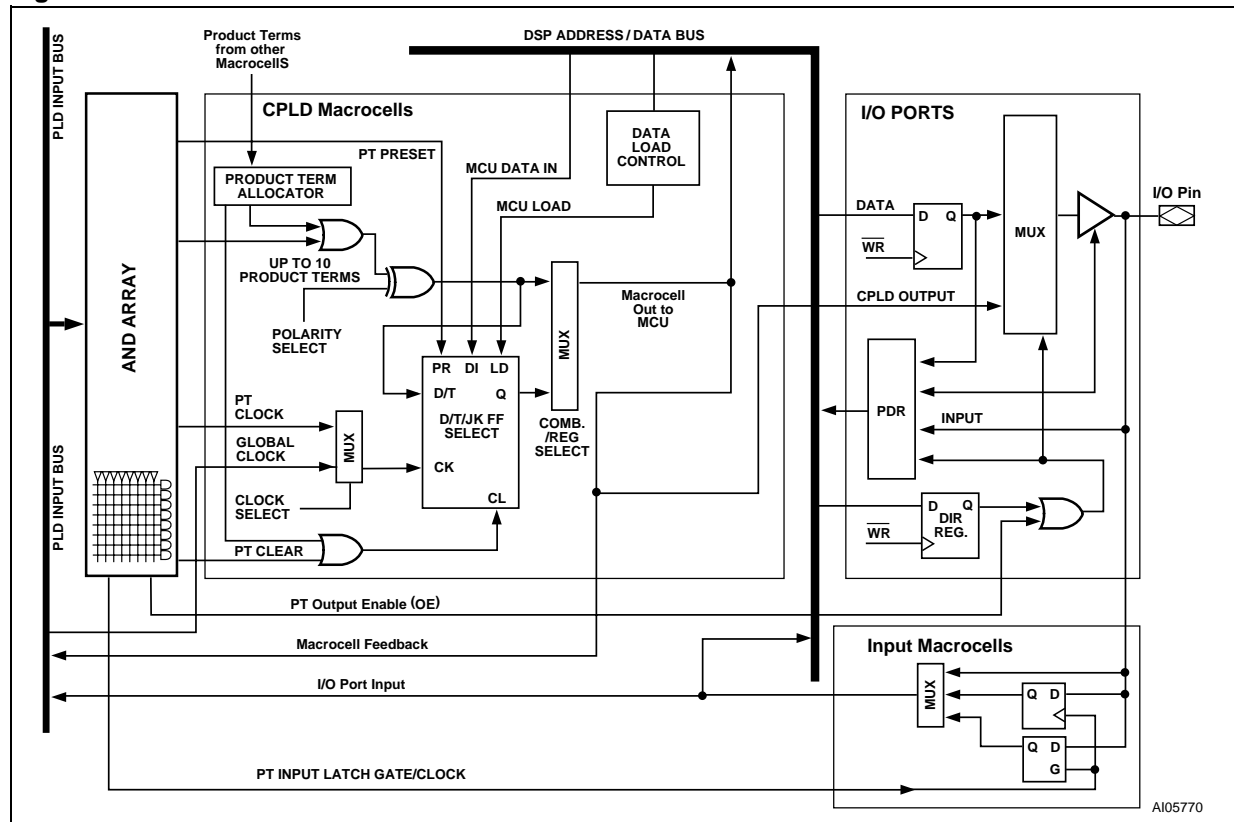 PLD INPUT BUS
Product Terms
from other
MacrocellS
DSP ADDRESS / DATA BUS
CPLD Macrocells
I/O PORTS
AND ARRAY
PT PRESET
PRODUCT TERM
ALLOCATOR
MCU DATA IN
MCU LOAD
DATA
LOAD
CONTROL
DATA
D Q
WR
MUX
I/O Pin
UP TO 10
PRODUCT TERMS
POLARITY
SELECT
MUX
Macrocell
Out to
MCU
CPLD OUTPUT
PR DI LD
D/T Q
D/T/JK FF
SELECT
CK
CL
COMB.
/REG
SELECT
PT
CLOCK
GLOBAL
CLOCK
MUX
CLOCK
SELECT
PT CLEAR
PDR
INPUT
D Q
DIR
REG.
WR
PLD INPUT BUS
PT Output Enable (OE)
Macrocell Feedback
I/O Port Input
Input Macrocells
MUX
Q D
Q D
G
PT INPUT LATCH GATE/CLOCK
AI05770